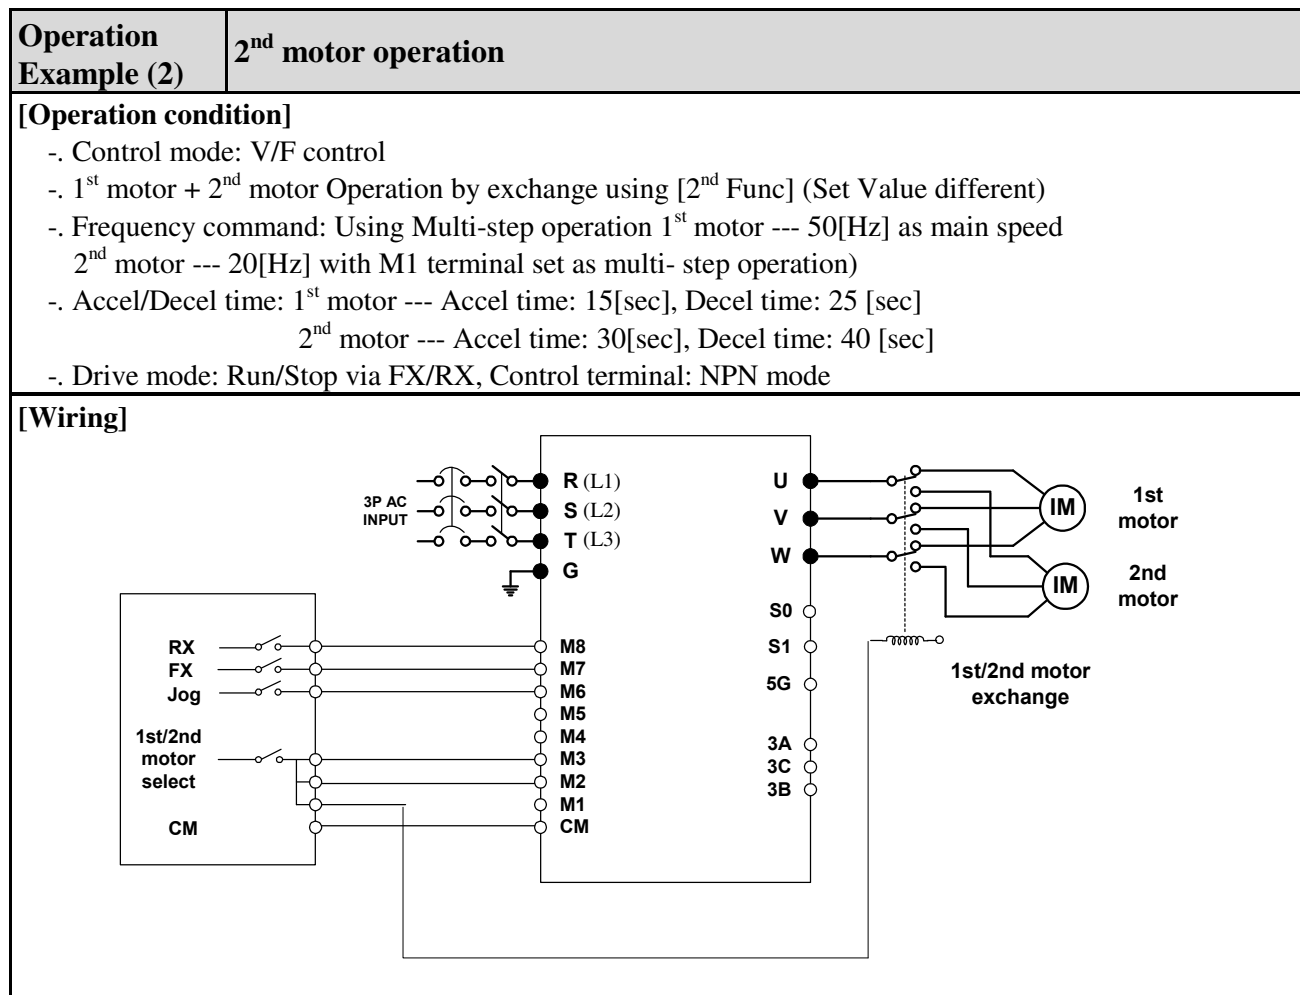 Operation
Example (2)
2nd motor operation
[Operation condition]
-. Control mode: V/F control
-. 1st motor + 2nd motor Operation by exchange using [2nd Func] (Set Value different)
-. Frequency command: Using Multi-step operation 1st motor --- 50[Hz] as main speed
2nd motor --- 20[Hz] with M1 terminal set as multi- step operation)
-. Accel/Decel time: 1st motor --- Accel time: 15[sec], Decel time: 25 [sec]
2nd motor --- Accel time: 30[sec], Decel time: 40 [sec]
-. Drive mode: Run/Stop via FX/RX, Control terminal: NPN mode
[Wiring]
3P AC
INPUT
R (L1)
S (L2)
T (L3)
G
U
V
W
IM
1st
motor
IM
2nd
motor
S0
S1
5G
3A
3C
3B
1st/2nd motor
exchange
RX
FX
Jog
1st/2nd
motor
select
CM
M8
M7
M6
M5
M4
M3
M2
M1
CM